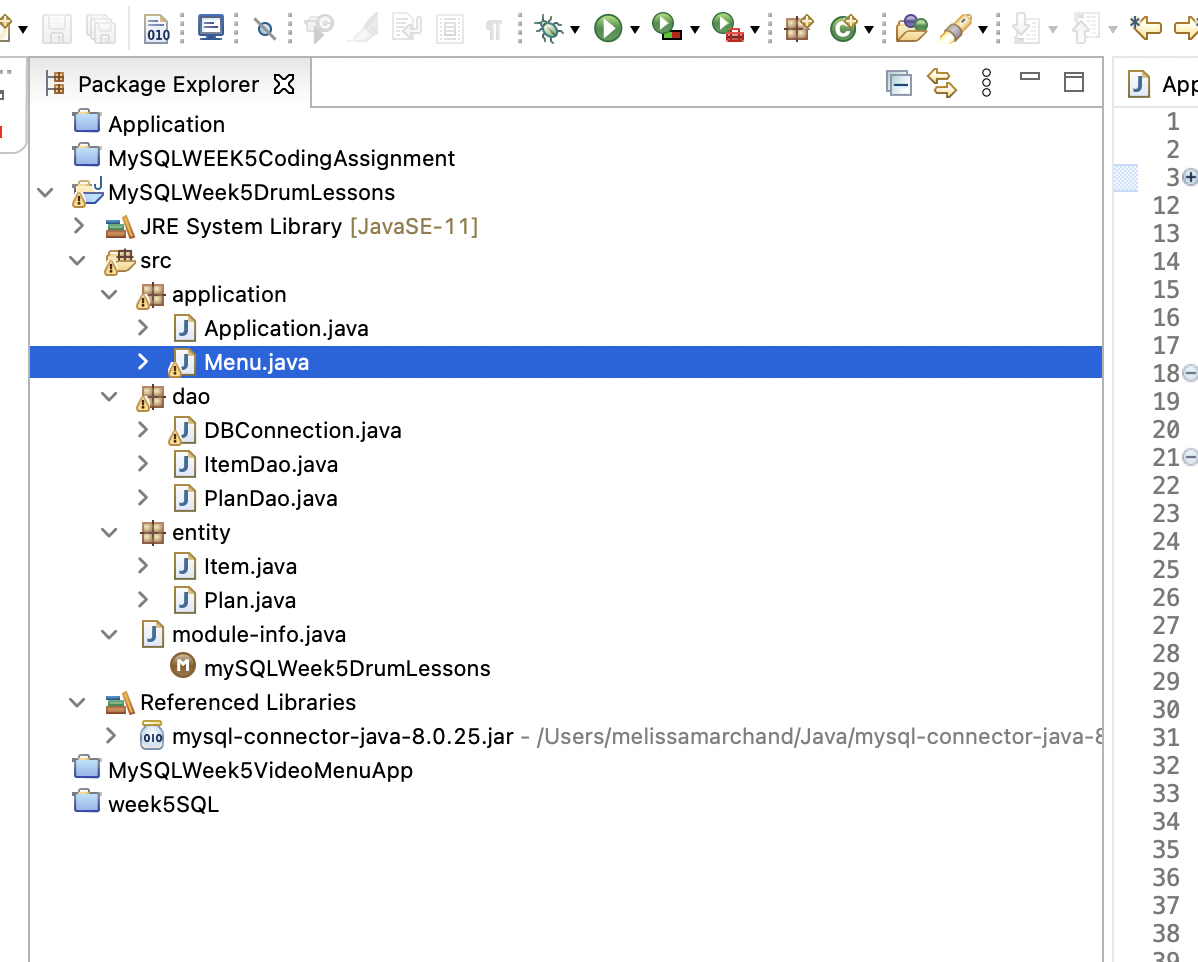 010
Package Explorer
App
Application
MySQLWEEK5CodingAssignment
MySQLWeek5DrumLessons
JRE System Library [JavaSE-11]
src
application
Application.java
Menu.java
dao
DBConnection.java
ItemDao.java
PlanDao.java
entity
Item.java
Plan.java
module-info.java
M mySQLWeek5DrumLessons
Referenced Libraries
010 mysql-connector-java-8.0.25.jar - /Users/melissamarchand/Java/mysql-connector-java-8
MySQLWeek5VideoMenuApp
week5SQL
1
2
3
12
13
14
15
16
17
18
19
20
21
22
23
24
25
26
27
28
29
30
31
32
33
34
35
36
37
38
39